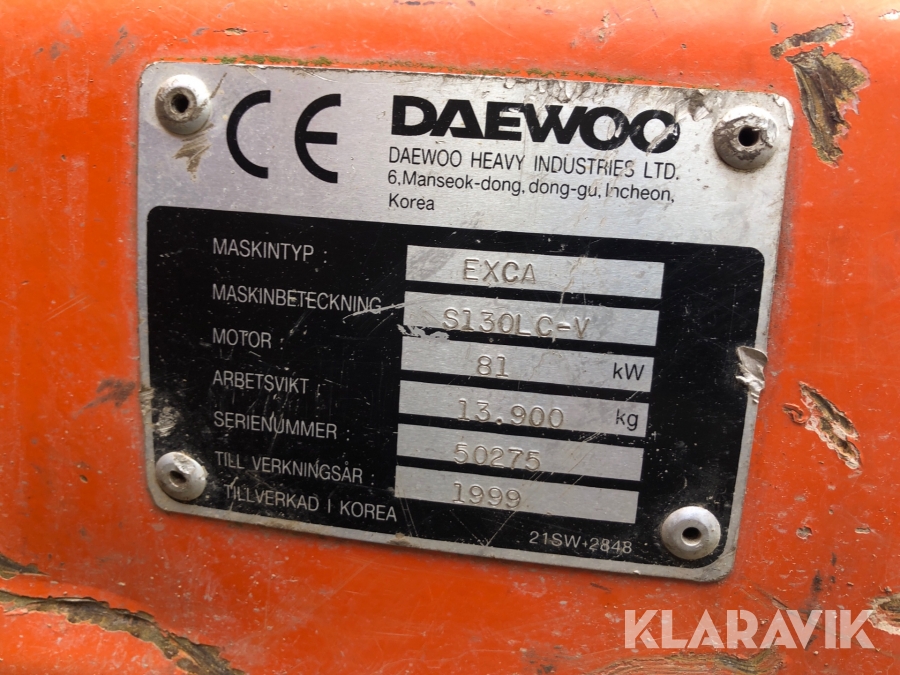 CE DAEWOO
DAEWOO HEAVY INDUSTRIES LTD.
6,Manseok-dong, dong-gu, Incheon,
Korea
MASKINTYP : EXCA
MASKINBETECKNING S130LC-V
MOTOR : 81 kW
ARBETSVIKT : 13.900 kg
SERIENUMMER : 50275
TILL VERKNINGSÅR : 1999
TILLVERKAD I KOREA
21SW-2848
KLARAVIK